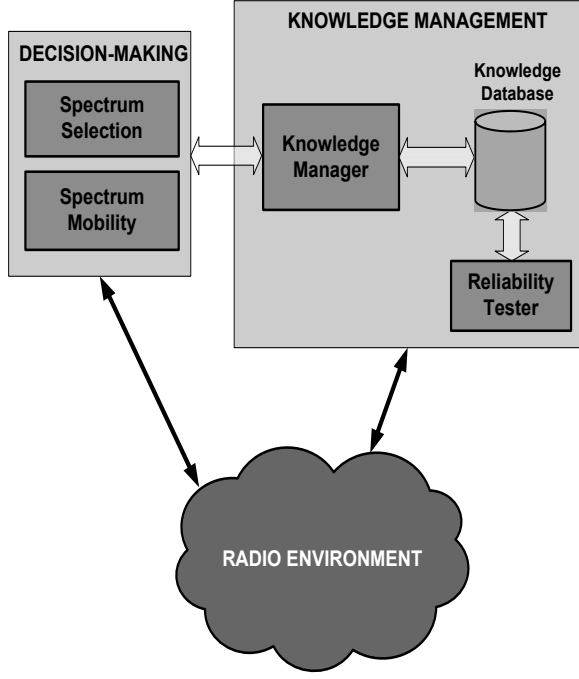 DECISION-MAKING
Spectrum
Selection
Spectrum
Mobility
KNOWLEDGE MANAGEMENT
Knowledge
Manager
Knowledge
Database
Reliability
Tester
RADIO ENVIRONMENT